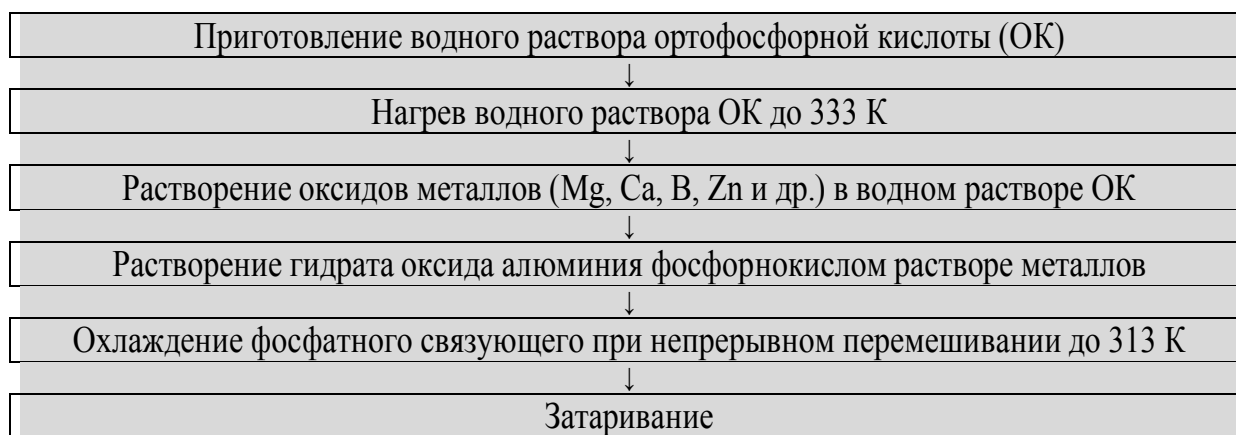 Приготовление водного раствора ортофосфорной кислоты (ОК)
↓
Нагрев водного раствора ОК до 333 К
↓
Растворение оксидов металлов (Mg, Ca, B, Zn и др.) в водном растворе ОК
↓
Растворение гидрата оксида алюминия фосфорнокислом растворе металлов
↓
Охлаждение фосфатного связующего при непрерывном перемешивании до 313 К
↓
Затаривание